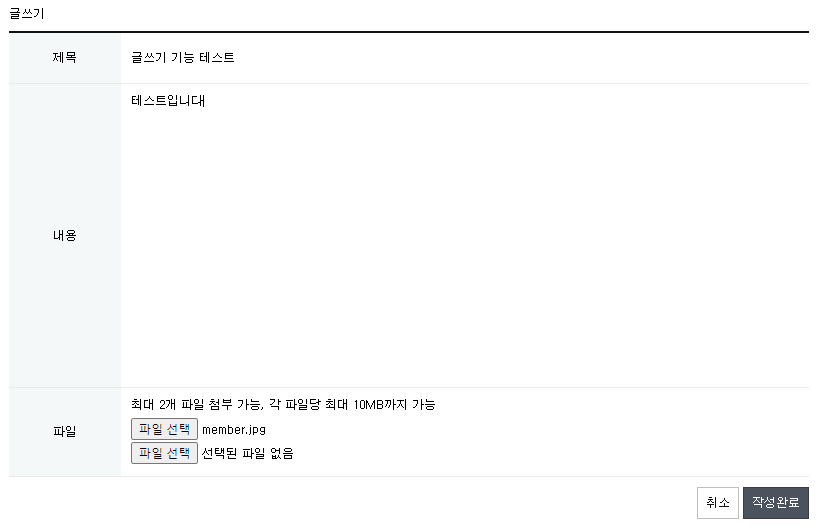 글쓰기
제목
글쓰기 기능 테스트
내용
테스트입니다
파일
최대 2개 파일 첨부 가능, 각 파일당 최대 10MB까지 가능
파일 선택 member.jpg
파일 선택 선택된 파일 없음
취소 작성완료